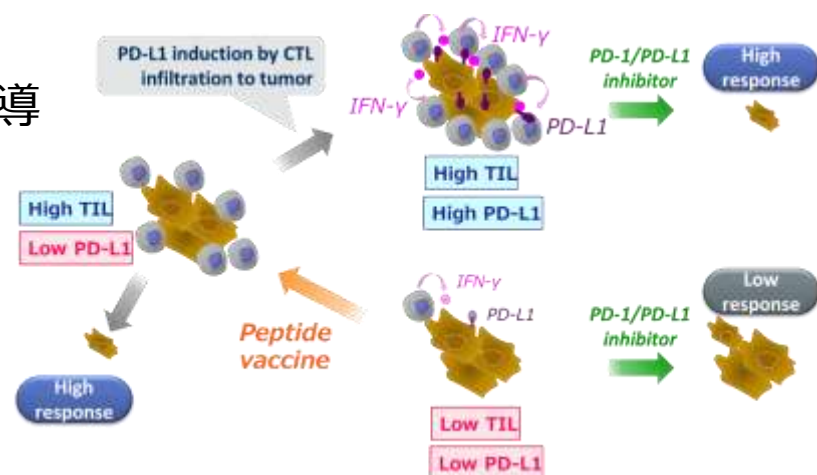 導
PD-L1 induction by CTL
infiltration to tumor
IFN-γ
IFN-γ
PD-L1
PD-1/PD-L1
inhibitor
High
response
High TIL
High PD-L1
High TIL
Low PD-L1
High
response
Peptide
vaccine
IFN-γ
PD-L1
PD-1/PD-L1
inhibitor
Low
response
Low TIL
Low PD-L1